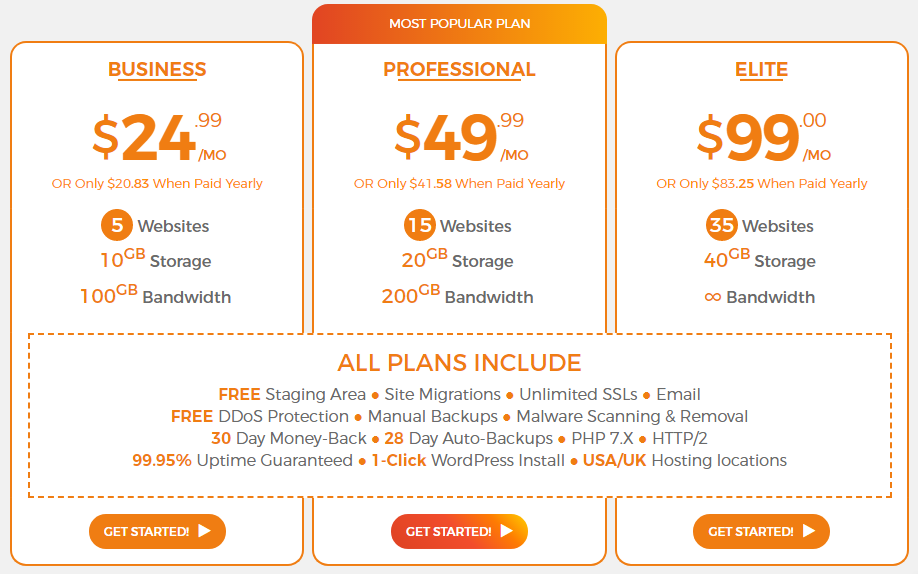 MOST POPULAR PLAN
BUSINESS
$24.99/MO
OR Only $20.83 When Paid Yearly
5 Websites
10GB Storage
100GB Bandwidth
PROFESSIONAL
$49.99/MO
OR Only $41.58 When Paid Yearly
15 Websites
20GB Storage
200GB Bandwidth
ELITE
$99.00/MO
OR Only $83.25 When Paid Yearly
35 Websites
40GB Storage
∞ Bandwidth
ALL PLANS INCLUDE
FREE Staging Area • Site Migrations • Unlimited SSLs • Email
FREE DDoS Protection • Manual Backups • Malware Scanning & Removal
30 Day Money-Back • 28 Day Auto-Backups • PHP 7.X • HTTP/2
99.95% Uptime Guaranteed • 1-Click WordPress Install • USA/UK Hosting locations
GET STARTED!
GET STARTED!
GET STARTED!